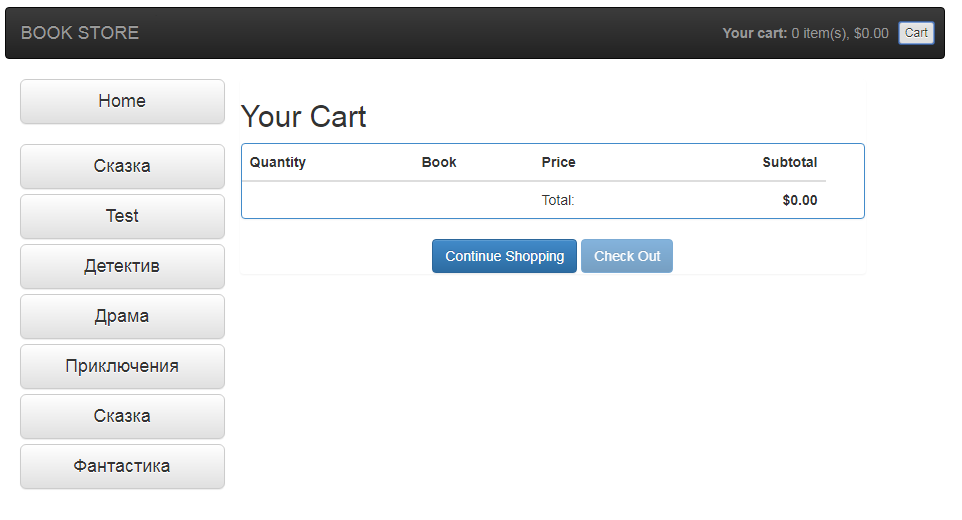 BOOK STORE
Your cart: 0 item(s), $0.00 Cart
Home
Сказка
Test
Детектив
Драма
Приключения
Сказка
Фантастика
Your Cart
Quantity Book Price Subtotal
Total: $0.00
Continue Shopping Check Out